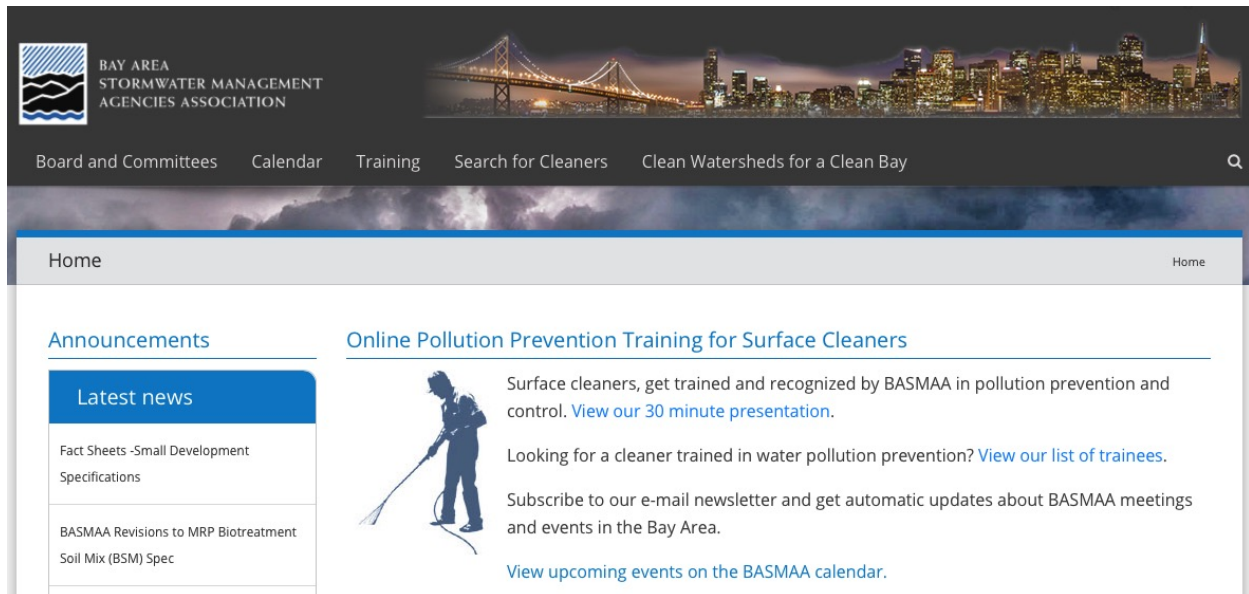 BAY AREA
STORMWATER MANAGEMENT
AGENCIES ASSOCIATION
Board and Committees Calendar Training Search for Cleaners Clean Watersheds for a Clean Bay
Home Home
Announcements
Latest news
Fact Sheets -Small Development
Specifications
BASMAA Revisions to MRP Biotreatment
Soil Mix (BSM) Spec
Online Pollution Prevention Training for Surface Cleaners
Surface cleaners, get trained and recognized by BASMAA in pollution prevention and
control. View our 30 minute presentation.
Looking for a cleaner trained in water pollution prevention? View our list of trainees.
Subscribe to our e-mail newsletter and get automatic updates about BASMAA meetings
and events in the Bay Area.
View upcoming events on the BASMAA calendar.